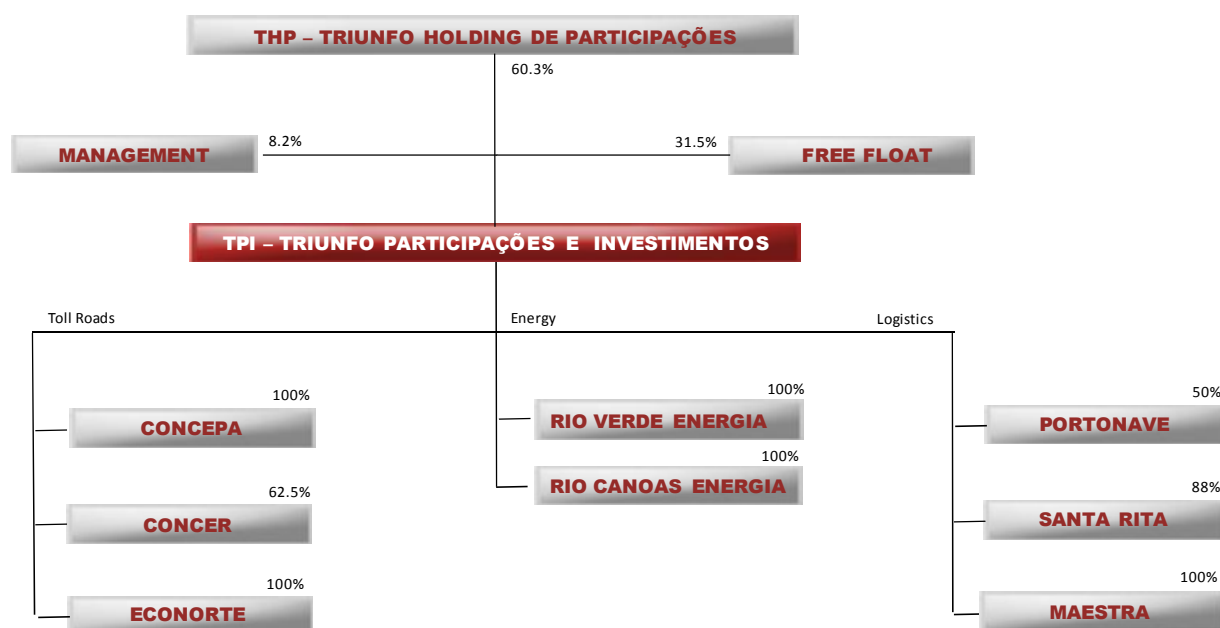 THP – TRIUNFO HOLDING DE PARTICIPAÇÕES
60.3%
MANAGEMENT
8.2%
31.5%
FREE FLOAT
TPI – TRIUNFO PARTICIPAÇÕES E INVESTIMENTOS
Toll Roads
Energy
Logistics
100%
CONCEPA
62.5%
CONCER
100%
ECONORTE
100%
RIO VERDE ENERGIA
100%
RIO CANOAS ENERGIA
50%
PORTONAVE
88%
SANTA RITA
100%
MAESTRA